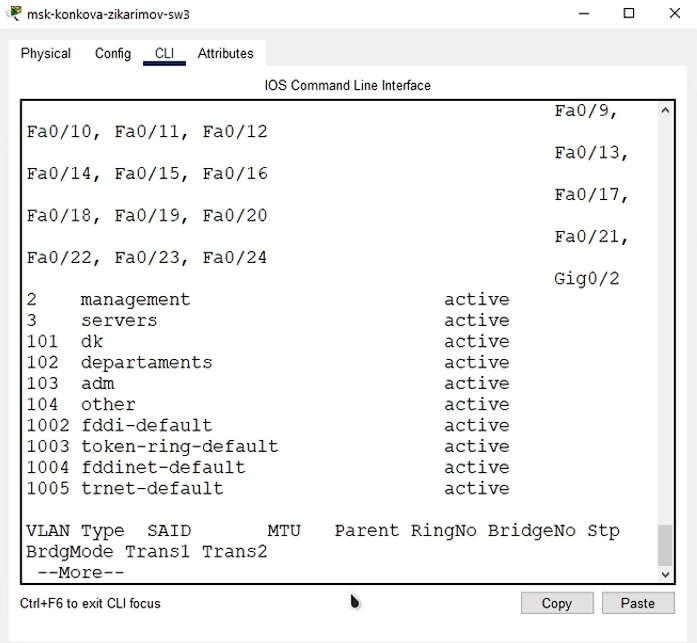 msk-konkova-zikarimov-sw3
Physical Config CLI Attributes
IOS Command Line Interface
Fa0/9,
Fa0/10, Fa0/11, Fa0/12
Fa0/13,
Fa0/14, Fa0/15, Fa0/16
Fa0/17,
Fa0/18, Fa0/19, Fa0/20
Fa0/21,
Fa0/22, Fa0/23, Fa0/24
Gig0/2
2 management active
3 servers active
101 dk active
102 departaments active
103 adm active
104 other active
1002 fddi-default active
1003 token-ring-default active
1004 fddinet-default active
1005 trnet-default active
VLAN Type SAID MTU Parent RingNo BridgeNo Stp
BrdgMode Trans1 Trans2
--More--
Ctrl+F6 to exit CLI focus Copy Paste